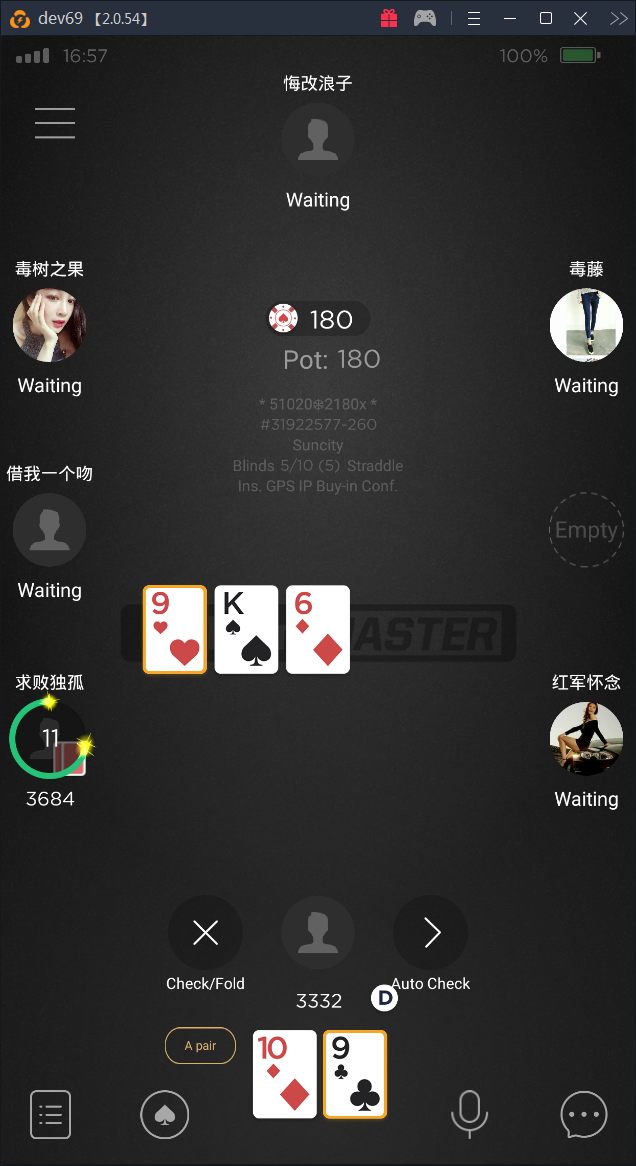 dev69 【2.0.54】
16:57
100%
悔改浪子
Waiting
毒树之果
毒藤
180
Waiting
Pot: 180
Waiting
* 51020❄2180x *
#31922577-260
Suncity
Blinds 5/10 (5) Straddle
Ins. GPS IP Buy-in Conf.
借我一个吻
Empty
Waiting
9
K
6
ASTER
求败独孤
红军怀念
11
3684
Waiting
Check/Fold
Auto Check
3332
D
A pair
10
9